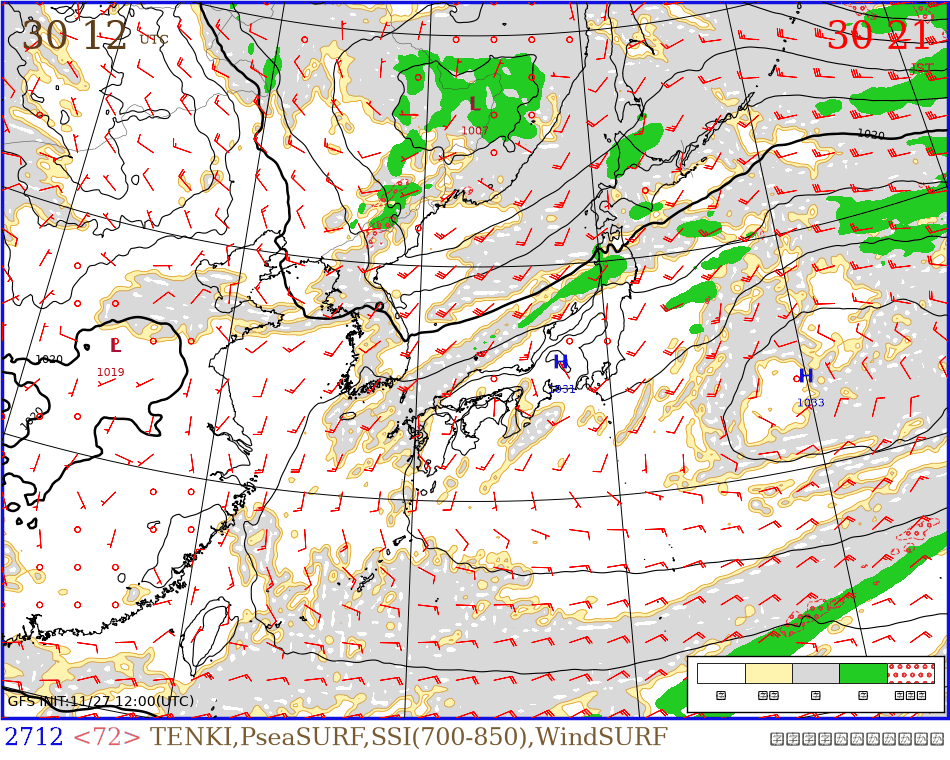 30 12 UTC
30 21
JST
L
1007
1020
L
1019
1020
1020
H
H
1033
GFS INIT:11/27 12:00(UTC)
2712 <72> TENKI,PseaSURF,SSI(700-850),WindSURF